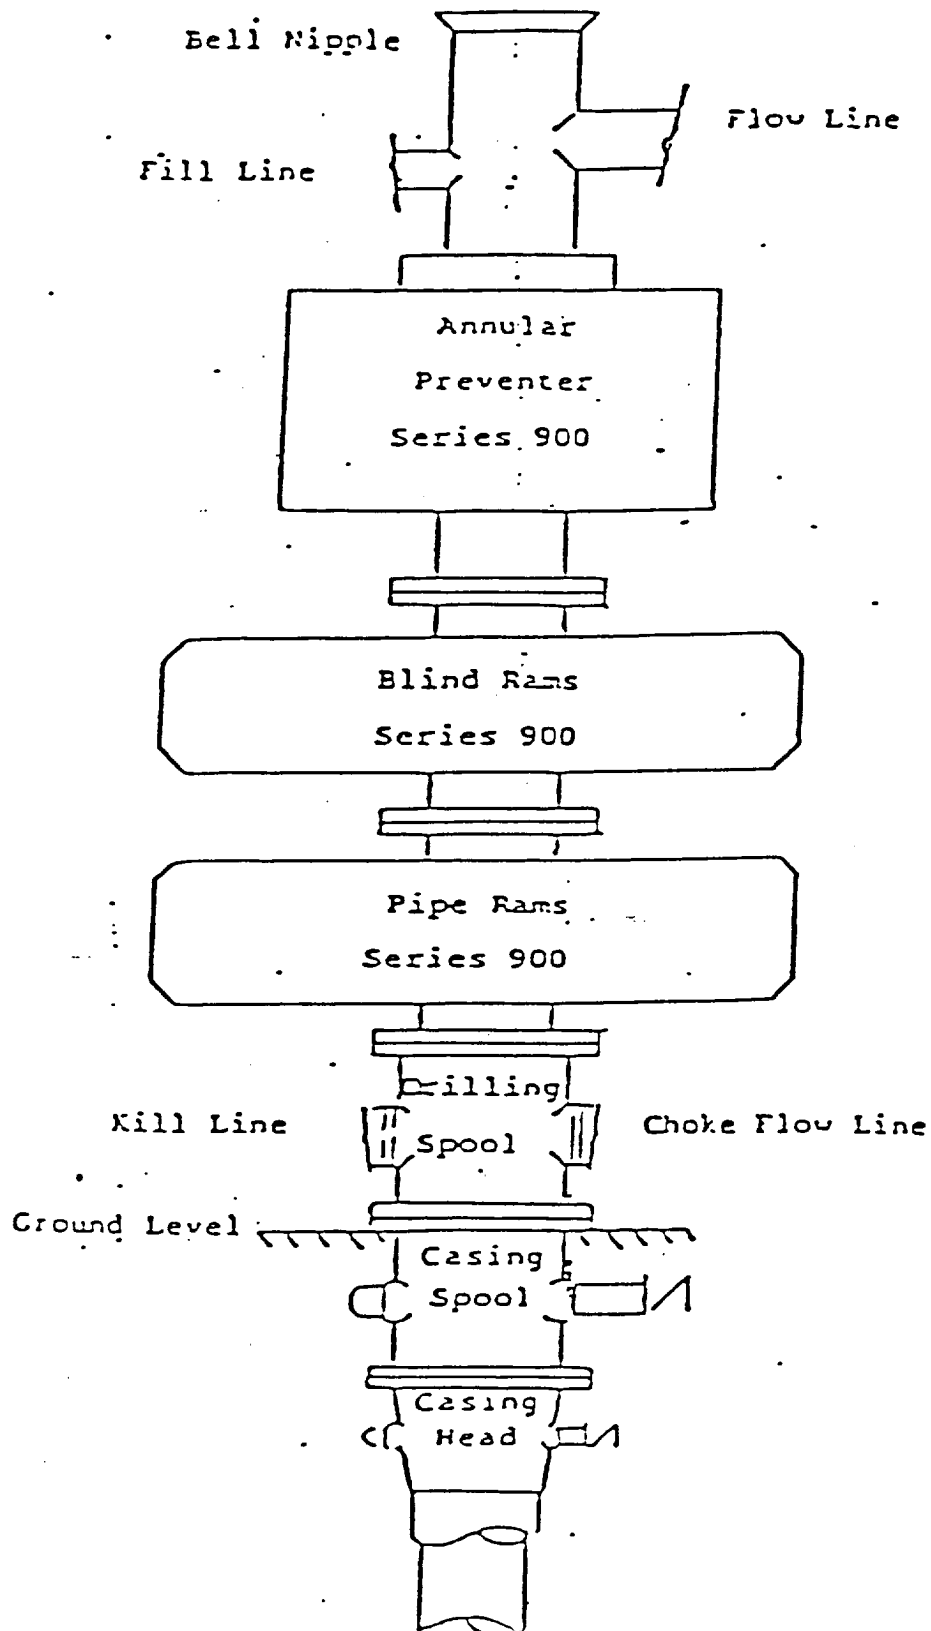 Bell Nipple
Flow Line
Fill Line
Annular
Preventer
Series 900
Blind Rams
Series 900
Pipe Rams
Series 900
Drilling
Kill Line
Choke Flow Line
Spool
Ground Level
Casing
Spool
Casing
Head